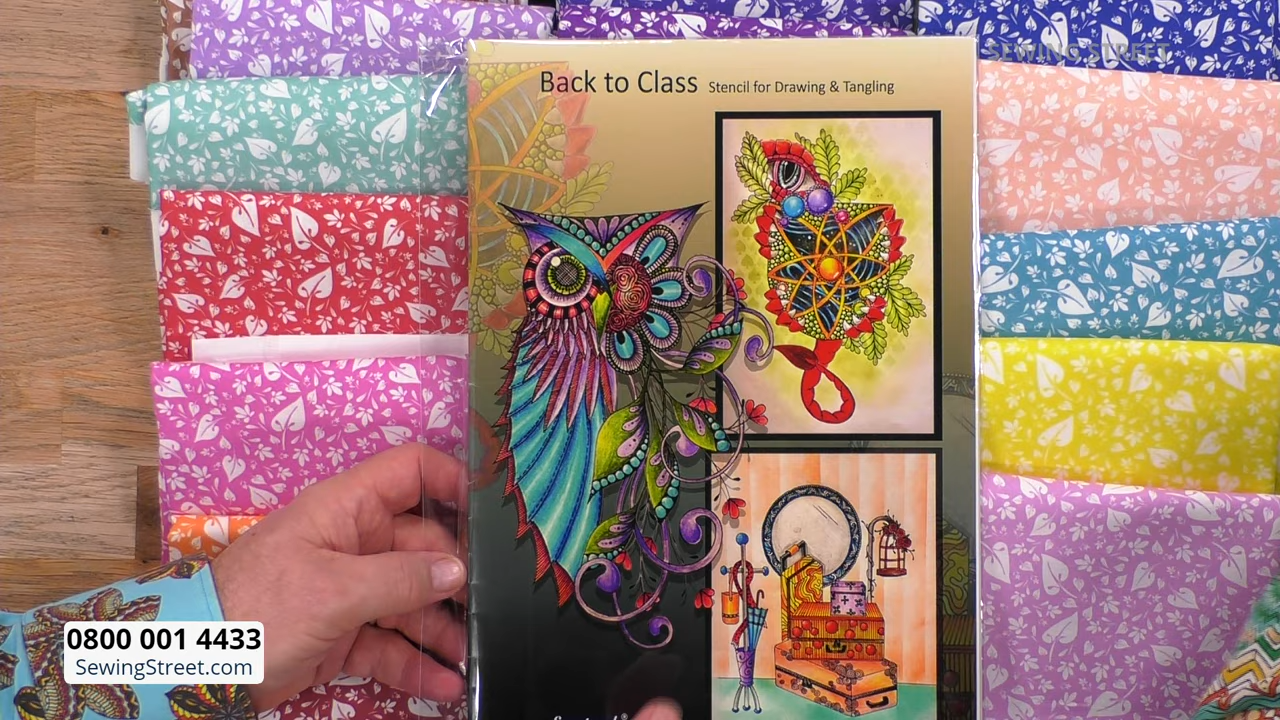 SEWING STREET
Back to Class Stencil for Drawing & Tangling
0800 001 4433
SewingStreet.com